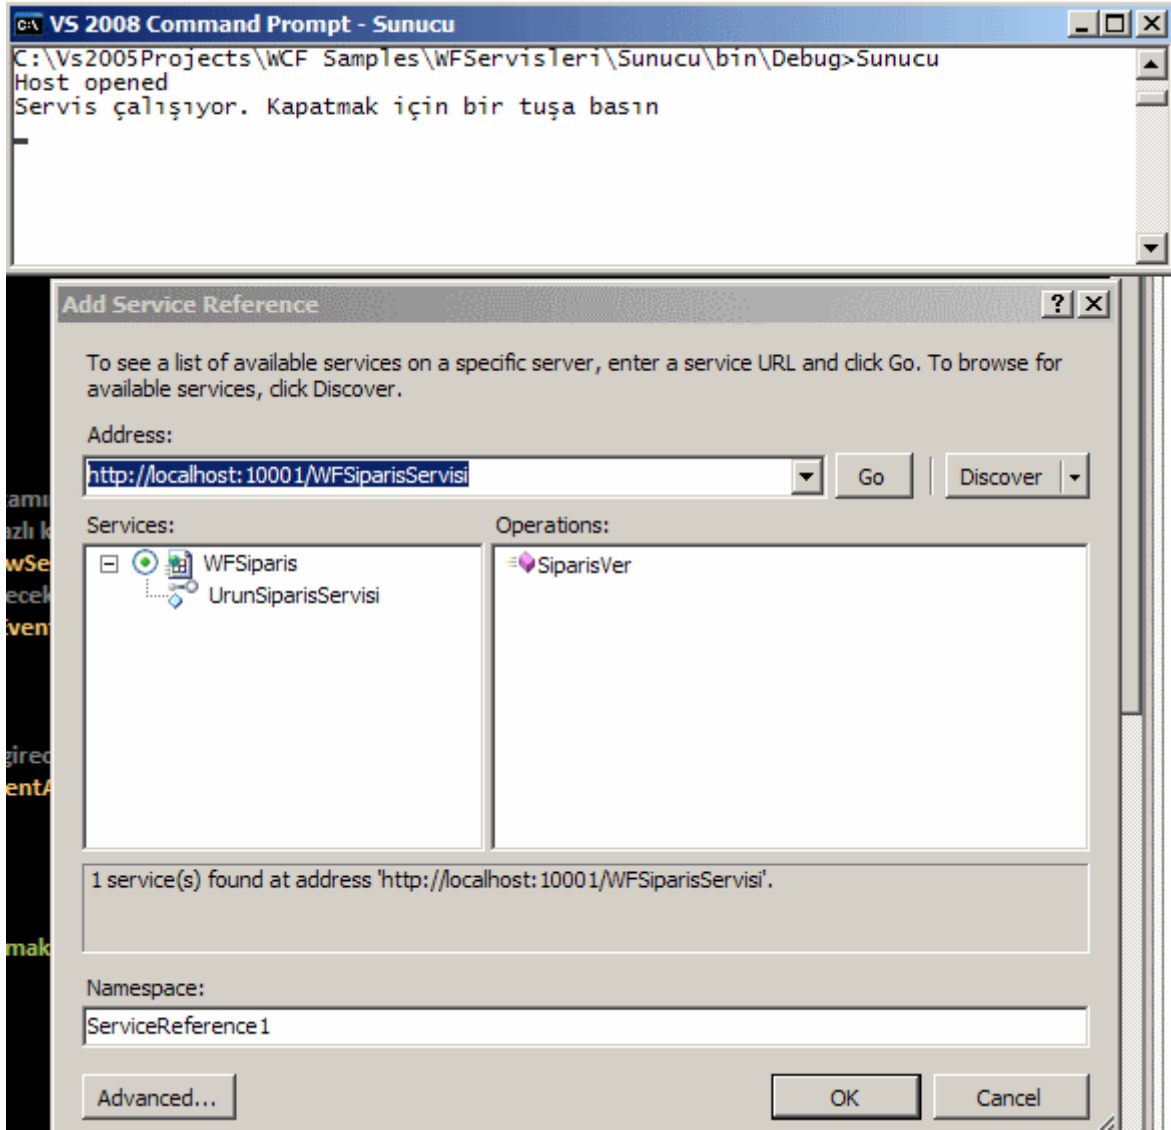 VS 2008 Command Prompt - Sunucu
C:\Vs2005Projects\WCF Samples\WFServisleri\Sunucu\bin\Debug>Sunucu
Host opened
Servis çalışıyor. Kapatmak için bir tuşa basın
Add Service Reference
To see a list of available services on a specific server, enter a service URL and click Go. To browse for
available services, click Discover.
Address:
http://localhost:10001/WFSiparisServisi
Go
Discover
Services:
Operations:
WFSiparis
SiparisVer
UrunSiparisServisi
1 service(s) found at address 'http://localhost:10001/WFSiparisServisi'.
Namespace:
ServiceReference1
Advanced...
OK
Cancel